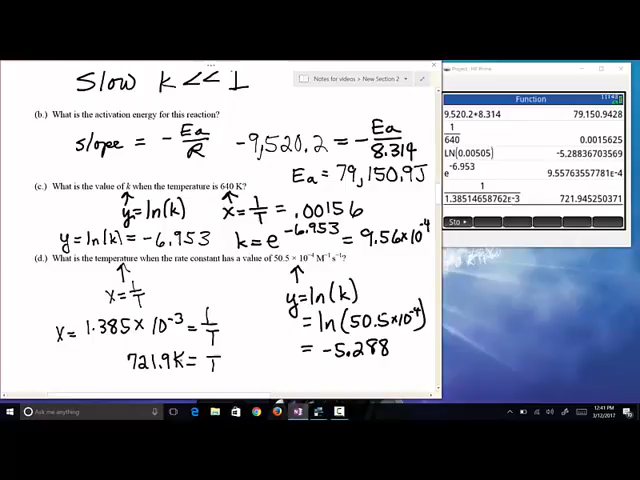 Slow k << 1
Notes for videos > New Section 2
(b.) What is the activation energy for this reaction?
slope = - Ea/R -9,520.2 = - Ea/8.314
Ea = 79,150.9J
(c.) What is the value of k when the temperature is 640 K?
y = ln(k) x = 1/T = .00156
y = ln(k) = -6.953 k = e^-6.953 = 9.56x10^-4
(d.) What is the temperature when the rate constant has a value of 50.5 × 10⁻⁴ M⁻¹ s⁻¹?
x = 1/T
y = ln(k)
x = 1.385x10^-3 = 1/T
= ln(50.5x10^-4)
721.9K = T
= -5.288
Function
11:41
9,520.2*8.314 79,150.9428
1/640 0.0015625
LN(0.00505) -5.28836703569
e^-6.953 9.55763557781ᴇ-4
1/1.38514658762ᴇ-3 721.945250371
Sto ▸
Ask me anything
12:41 PM
3/12/2017